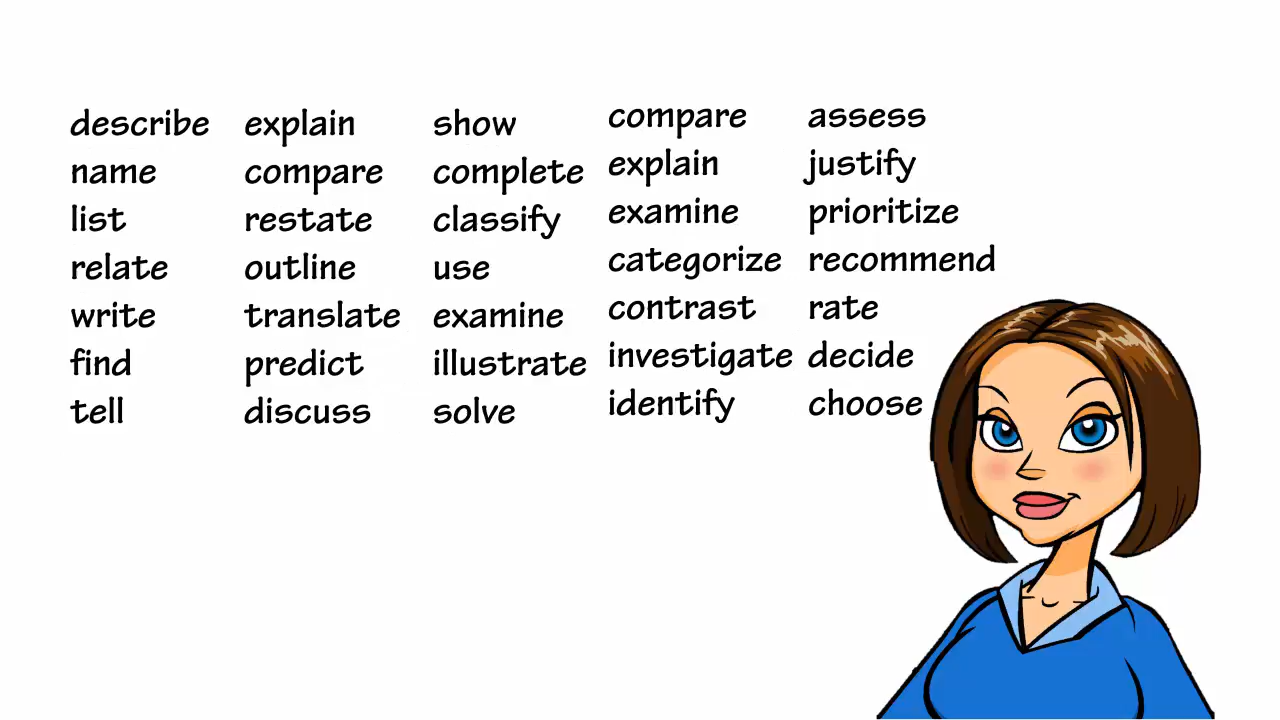 describe explain show compare assess
name compare complete explain justify
list restate classify examine prioritize
relate outline use categorize recommend
write translate examine contrast rate
find predict illustrate investigate decide
tell discuss solve identify choose